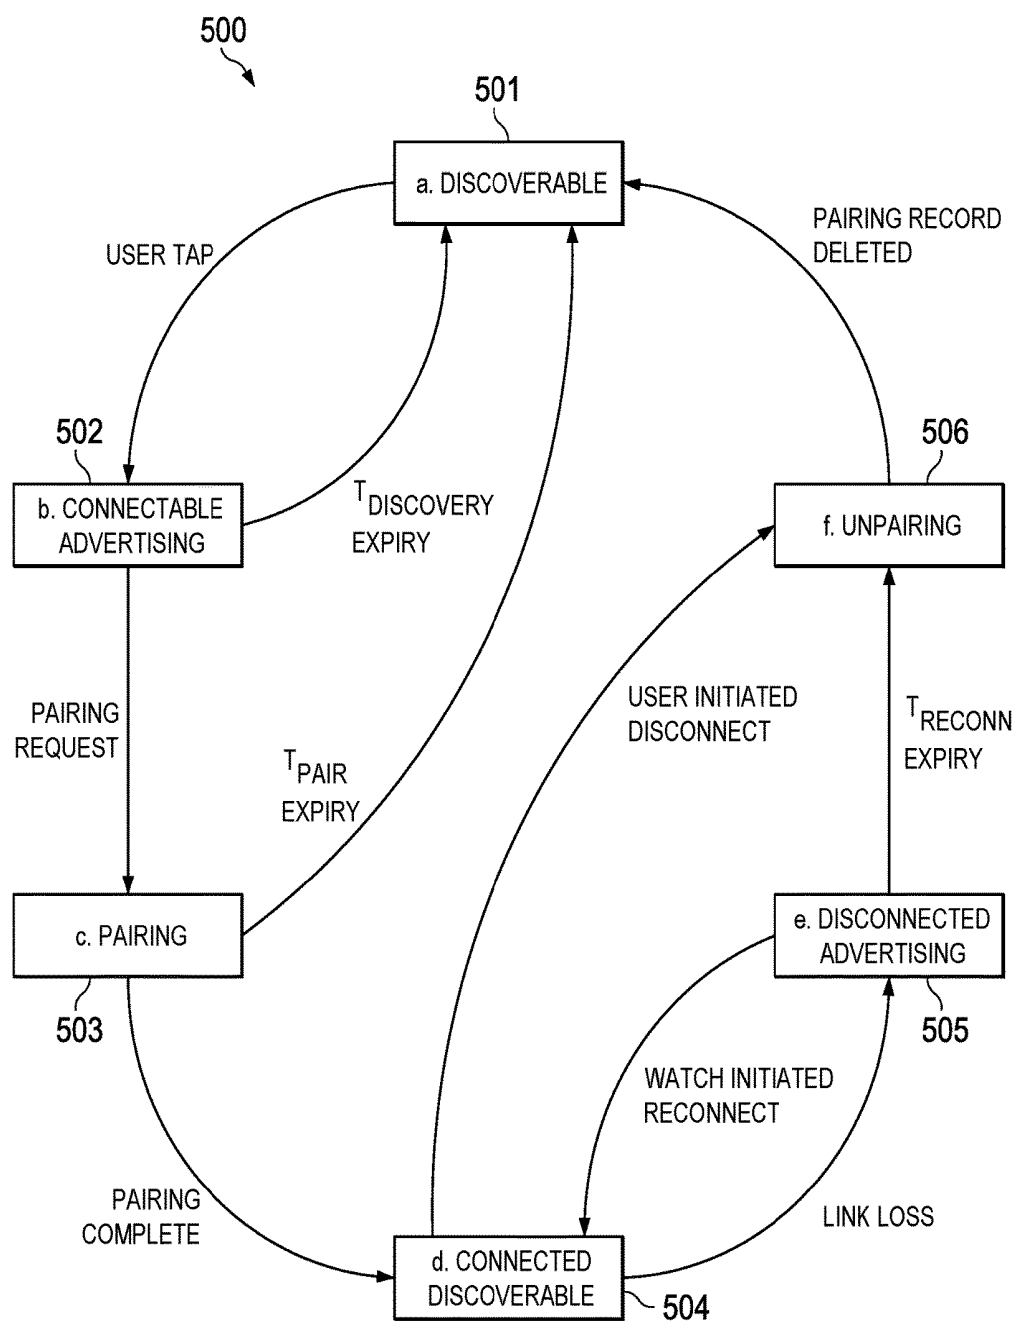 500
501
a. DISCOVERABLE
PAIRING RECORD
DELETED
USER TAP
502
506
b. CONNECTABLE
ADVERTISING
TDISCOVERY
EXPIRY
f. UNPAIRING
USER INITIATED
DISCONNECT
TRECONN
EXPIRY
PAIRING
REQUEST
TPAIR
EXPIRY
c. PAIRING
e. DISCONNECTED
ADVERTISING
503
505
WATCH INITIATED
RECONNECT
PAIRING
COMPLETE
LINK LOSS
d. CONNECTED
DISCOVERABLE
504